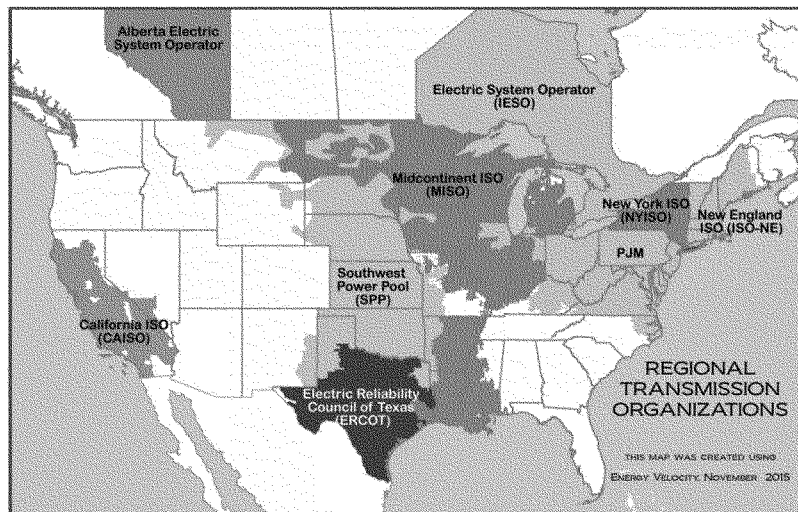 Alberta Electric
System Operator
Electric System Operator
(IESO)
Midcontinent ISO
(MISO)
New York ISO
(NYISO)
New England
ISO (ISO-NE)
PJM
Southwest
Power Pool
(SPP)
California ISO
(CAISO)
Electric Reliability
Council of Texas
(ERCOT)
REGIONAL
TRANSMISSION
ORGANIZATIONS
THIS MAP WAS CREATED USING
ENERGY VELOCITY, NOVEMBER 2015